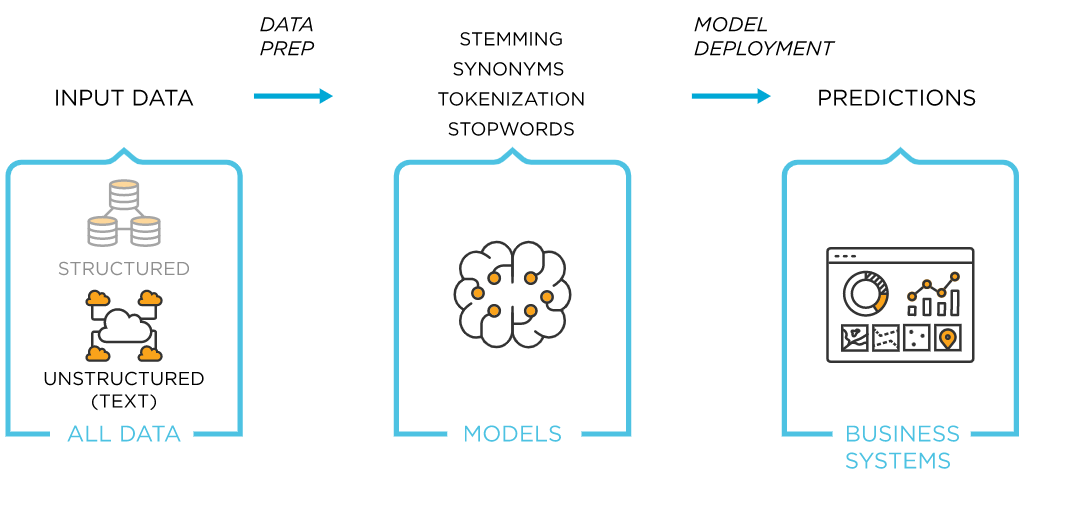 DATA
PREP
MODEL
DEPLOYMENT
INPUT DATA
STEMMING
SYNONYMS
TOKENIZATION
STOPWORDS
PREDICTIONS
STRUCTURED
UNSTRUCTURED
(TEXT)
ALL DATA
MODELS
BUSINESS
SYSTEMS